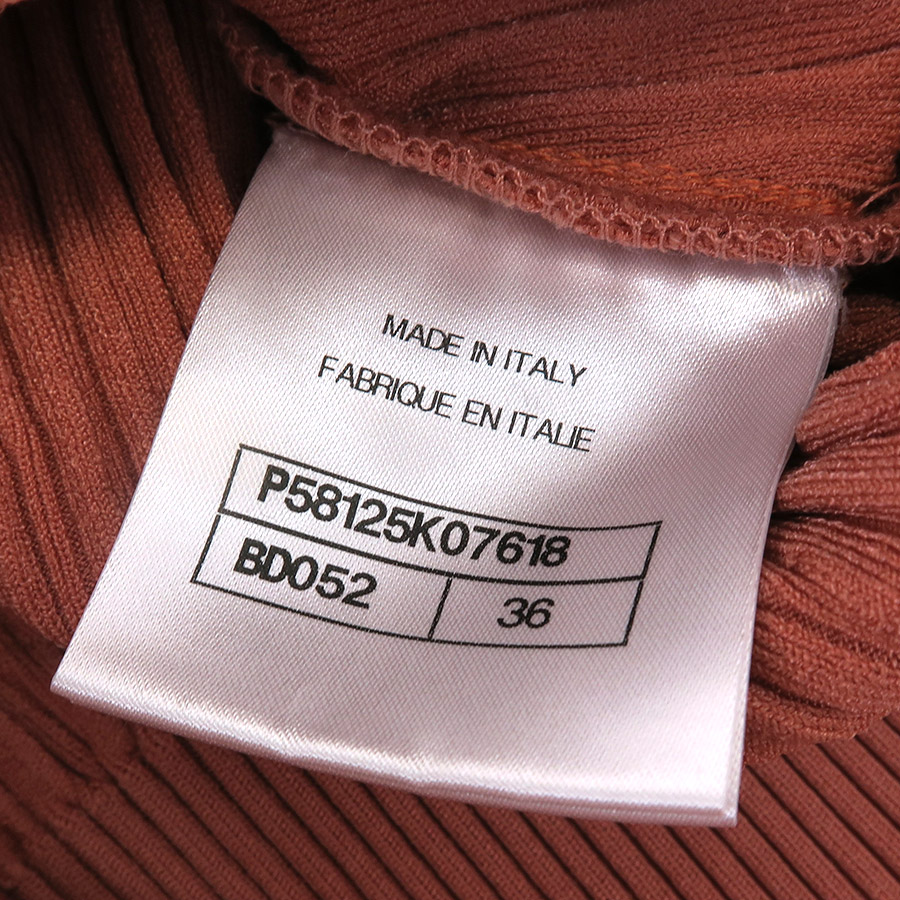 MADE IN ITALY
FABRIQUE EN ITALIE
P58125K07618
BD052 36